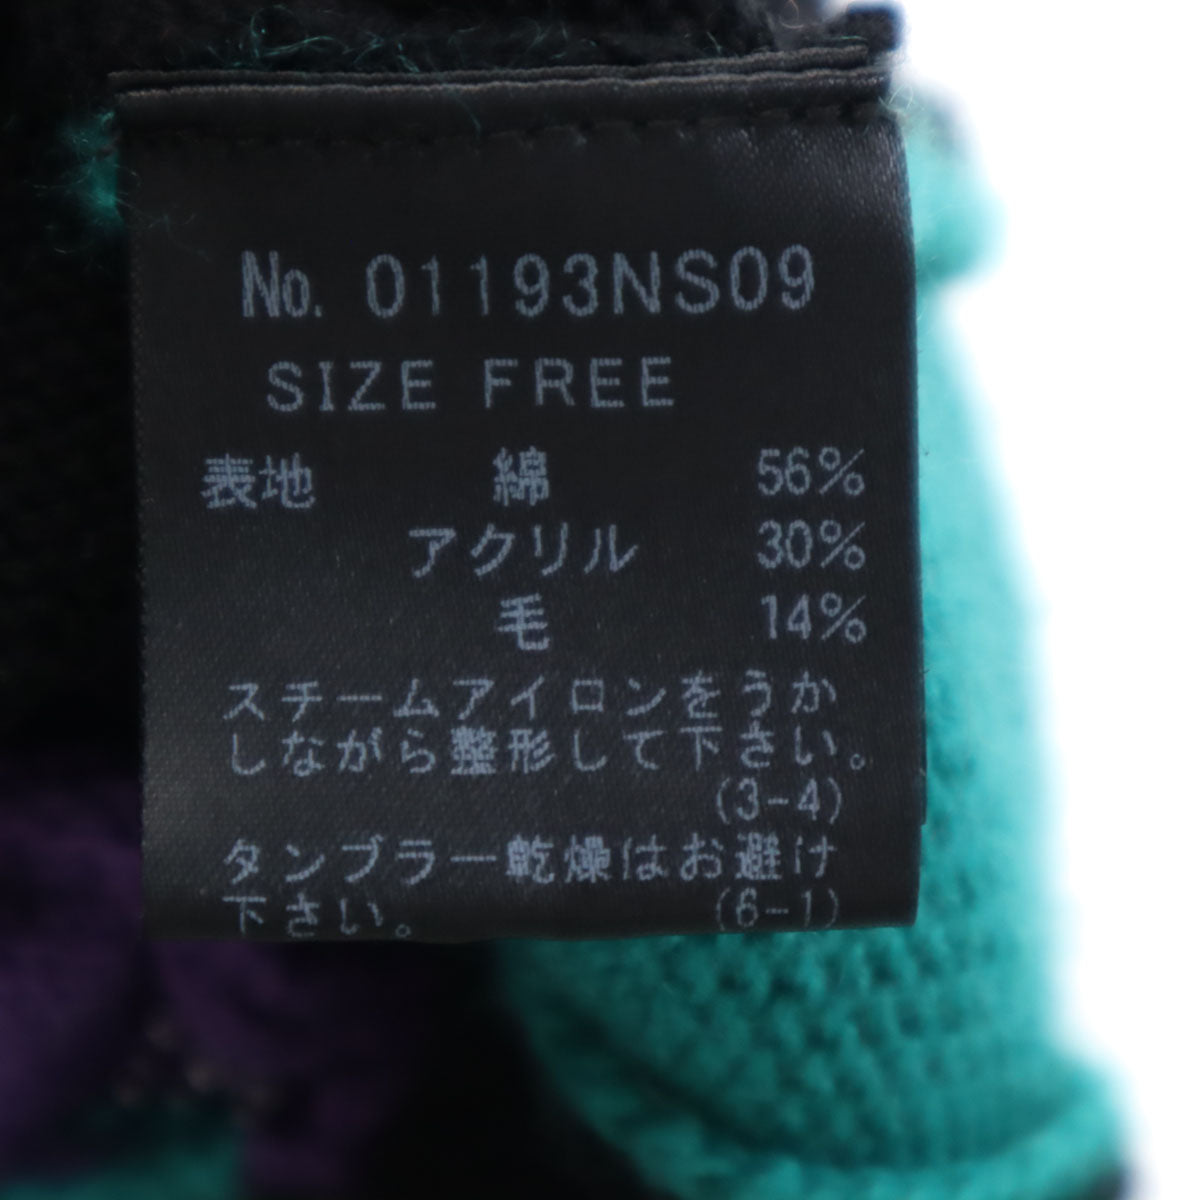 No. 01193NS09
SIZE FREE
表地 綿 56%
アクリル 30%
毛 14%
スチームアイロンをうか
しながら整形して下さい。
(3-4)
タンブラー乾燥はお避け
下さい。 (6-1)